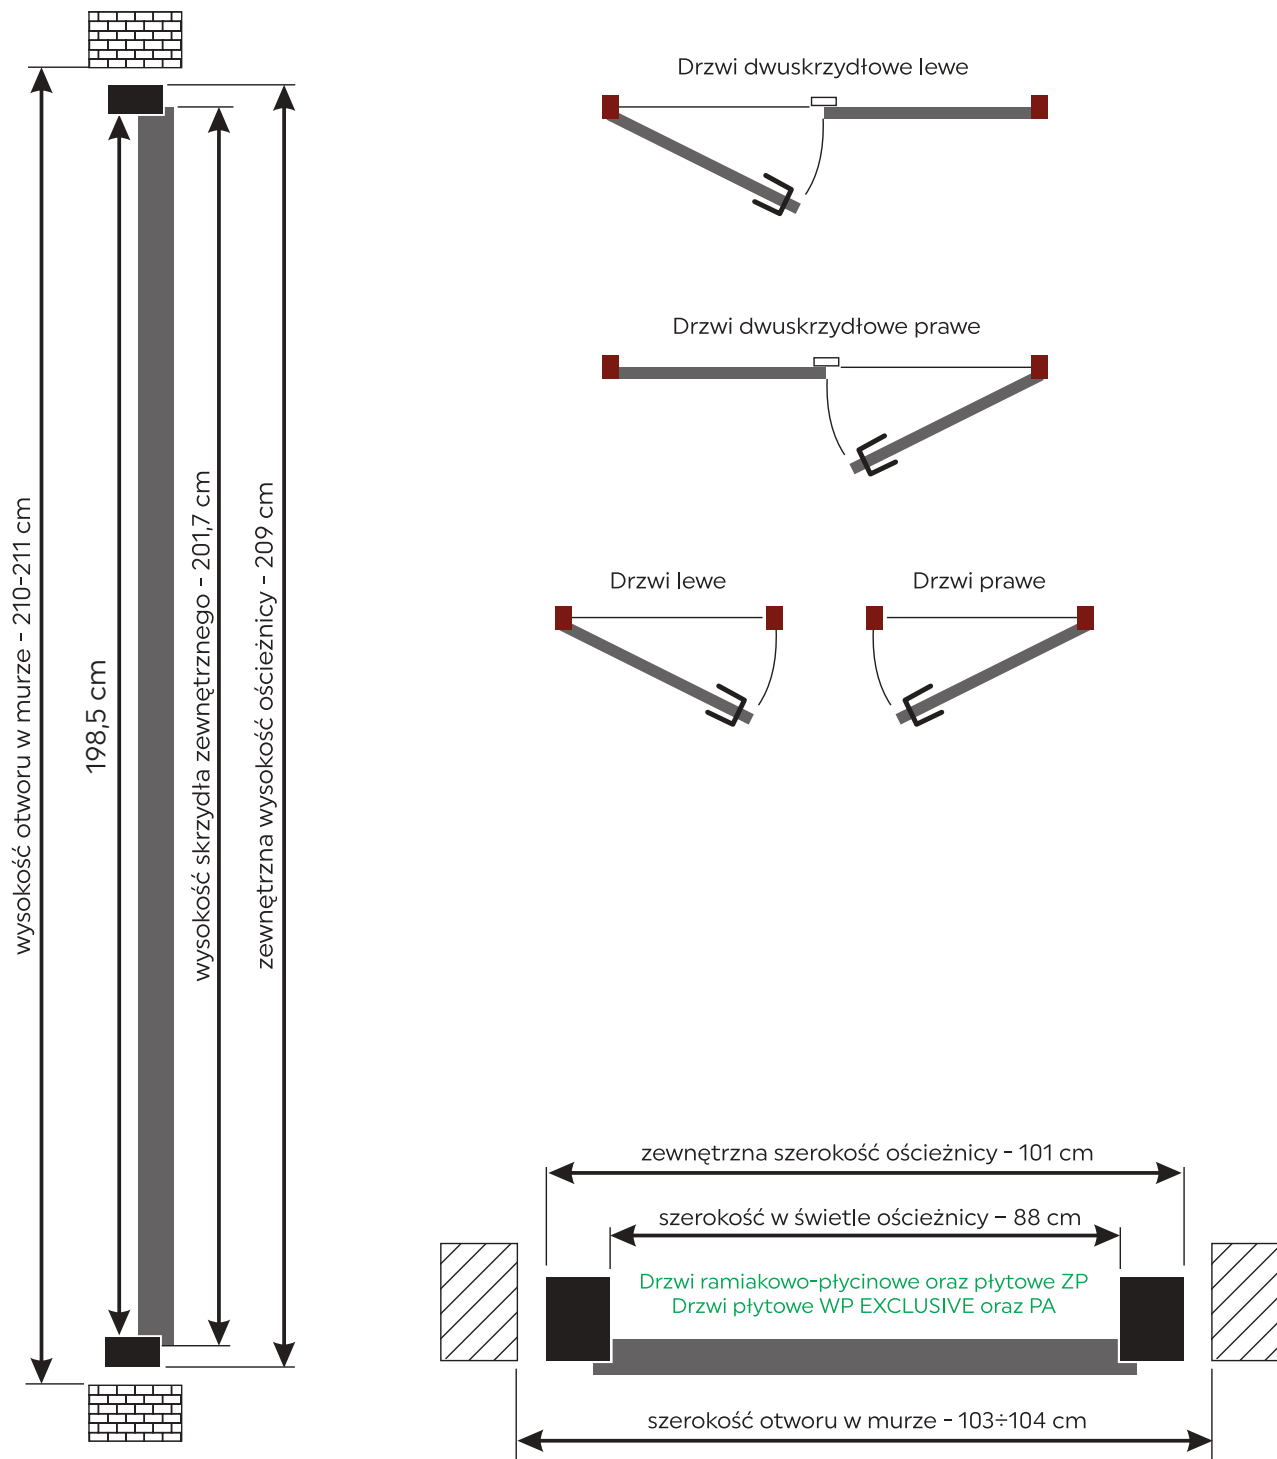 wysokość otworu w murze - 210-211 cm
198,5 cm
wysokość skrzydła zewnętrznego - 201,7 cm
zewnętrzna wysokość ościeżnicy - 209 cm
Drzwi dwuskrzydłowe lewe
Drzwi dwuskrzydłowe prawe
Drzwi lewe
Drzwi prawe
zewnętrzna szerokość ościeżnicy - 101 cm
szerokość w świetle ościeżnicy – 88 cm
Drzwi ramiakowo-płycinowe oraz płytowe ZP
Drzwi płytowe WP EXCLUSIVE oraz PA
szerokość otworu w murze - 103÷104 cm